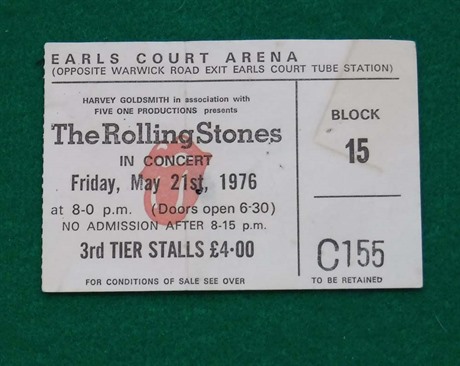 EARLS COURT ARENA
(OPPOSITE WARWICK ROAD EXIT EARLS COURT TUBE STATION)
HARVEY GOLDSMITH in association with
FIVE ONE PRODUCTIONS presents
The Rolling Stones
IN CONCERT
Friday, May 21st, 1976
at 8-0 p.m. (Doors open 6·30)
NO ADMISSION AFTER 8-15 p.m.
3rd TIER STALLS £4·00
FOR CONDITIONS OF SALE SEE OVER
BLOCK
15
C155
TO BE RETAINED